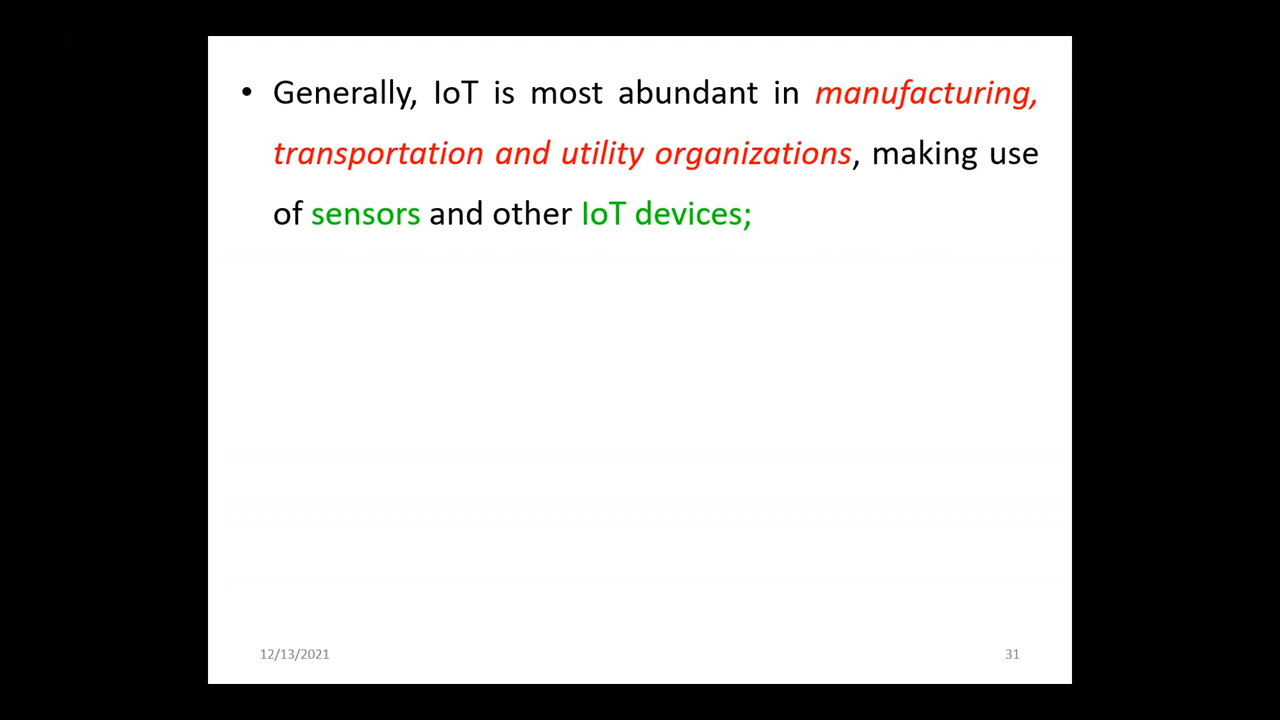 • Generally, IoT is most abundant in manufacturing,
transportation and utility organizations, making use
of sensors and other IoT devices;
12/13/2021
31